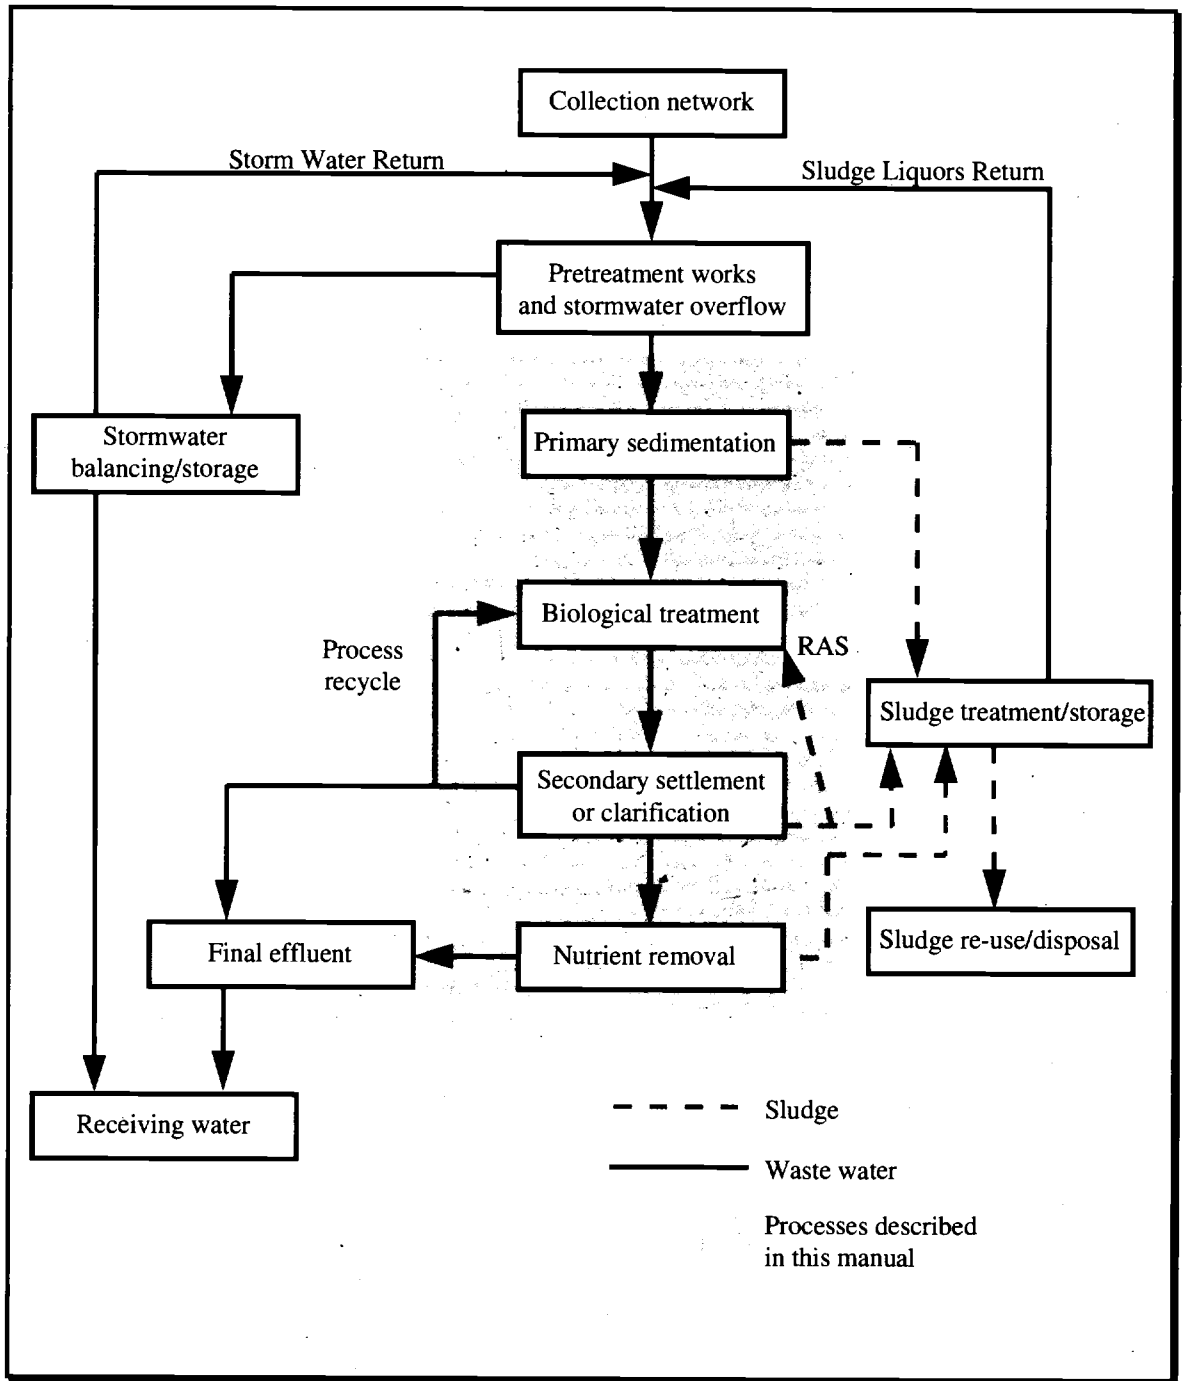 Collection network
Storm Water Return
Sludge Liquors Return
Pretreatment works
and stormwater overflow
Stormwater
balancing/storage
Primary sedimentation
Biological treatment
Process
recycle
RAS
Sludge treatment/storage
Secondary settlement
or clarification
Final effluent
Nutrient removal
Sludge re-use/disposal
Receiving water
Sludge
Waste water
Processes described
in this manual